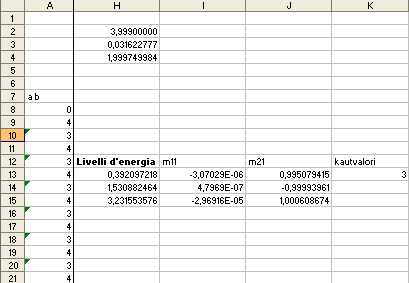 A H I J K
1
2 3,99900000
3 0,031622777
4 1,999749984
5
6
7 a b
8 0
9 4
10 3
11 4
12 3 Livelli d'energia m11 m21 kautvalori
13 4 0,392097218 -3,07029E-06 0,995079415 3
14 3 1,530882464 4,7969E-07 -0,99993961
15 4 3,231553576 -2,96916E-05 1,000608674
16 3
17 4
18 3
19 4
20 3
21 4